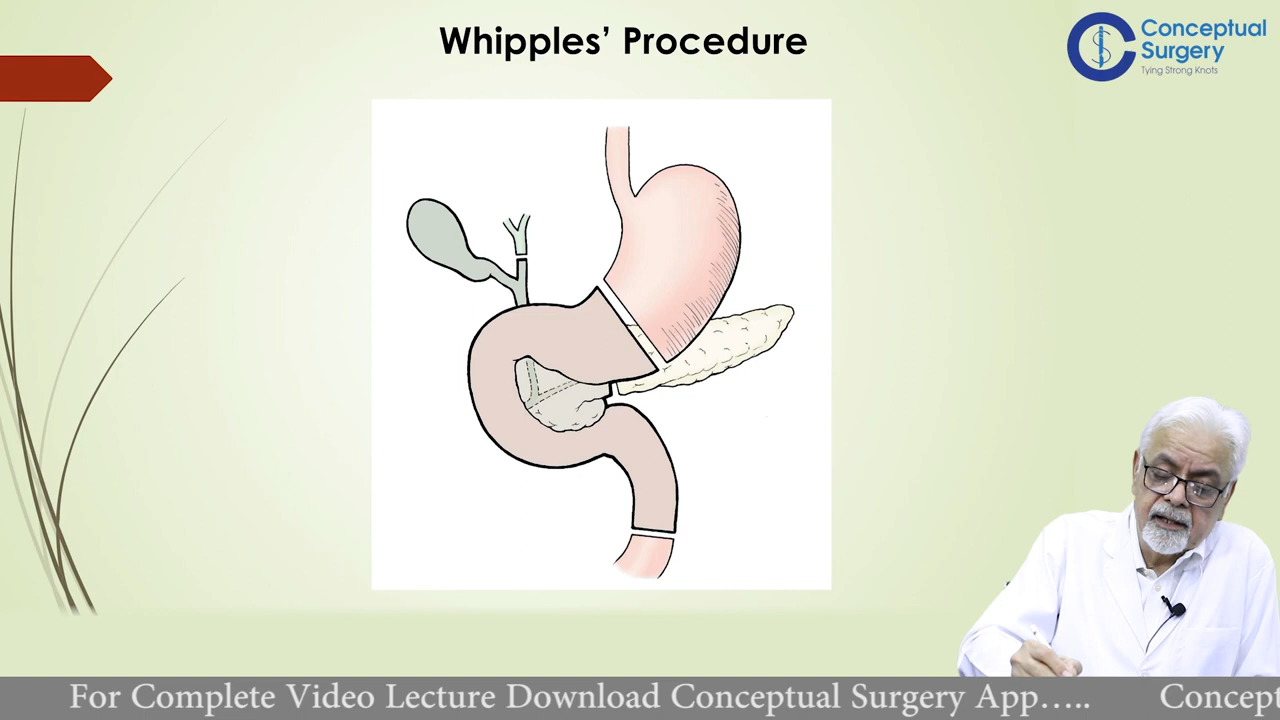 Whipples’ Procedure
Conceptual
Surgery
Tying Strong Knots
For Complete Video Lecture Download Conceptual Surgery App….. Concept